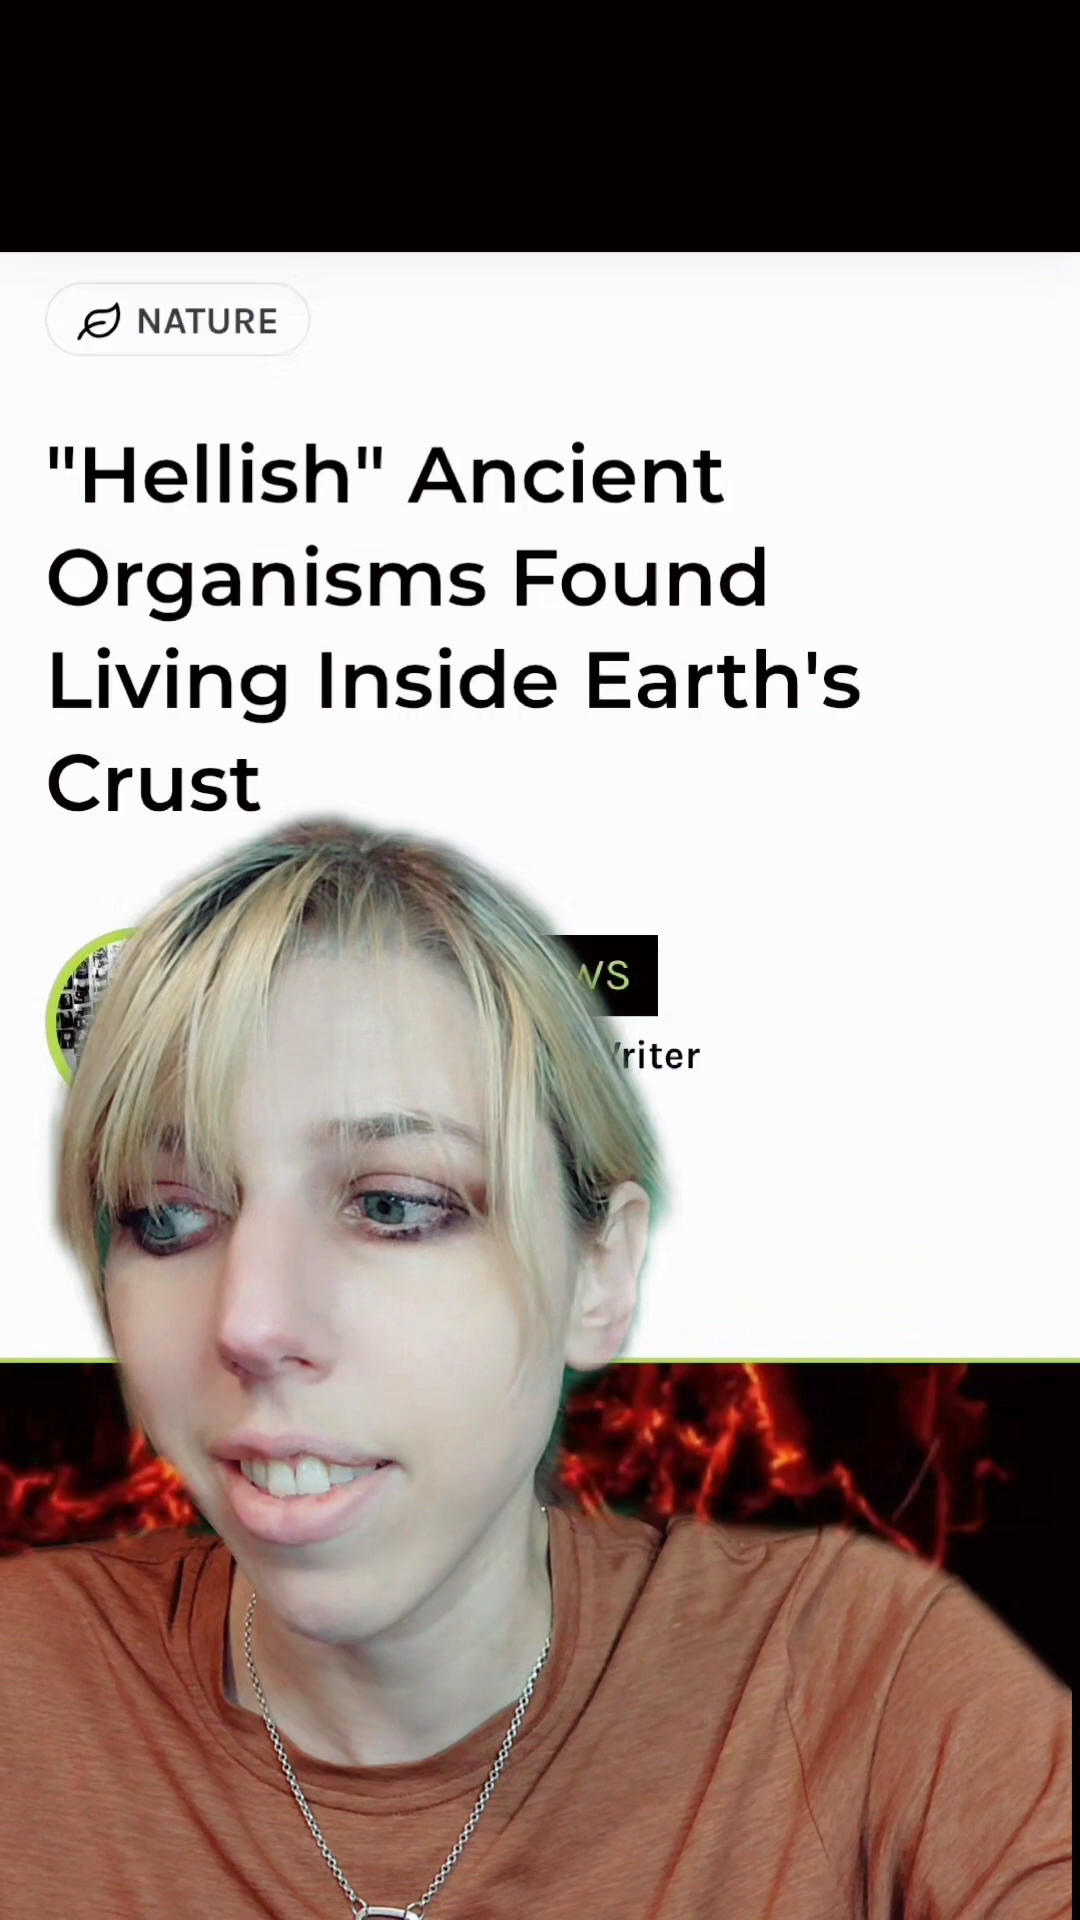 NATURE
"Hellish" Ancient
Organisms Found
Living Inside Earth's
Crust